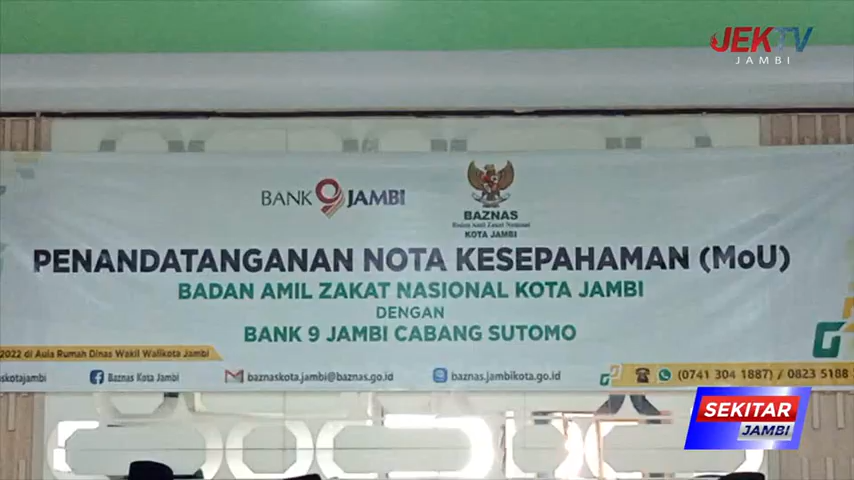 JEKTV
JAMBI
BANK 9 JAMBI
BAZNAS
Badan Amil Zakat Nasional
KOTA JAMBI
PENANDATANGANAN NOTA KESEPAHAMAN (MoU)
BADAN AMIL ZAKAT NASIONAL KOTA JAMBI
DENGAN
BANK 9 JAMBI CABANG SUTOMO
2022 di Aula Rumah Dinas Wakil Walikota Jambi
Baznas Kota Jambi
baznaskota.jambi@baznas.go.id
baznas.jambikota.go.id
(0741 304 1887) / 0823 5188
SEKITAR
JAMBI